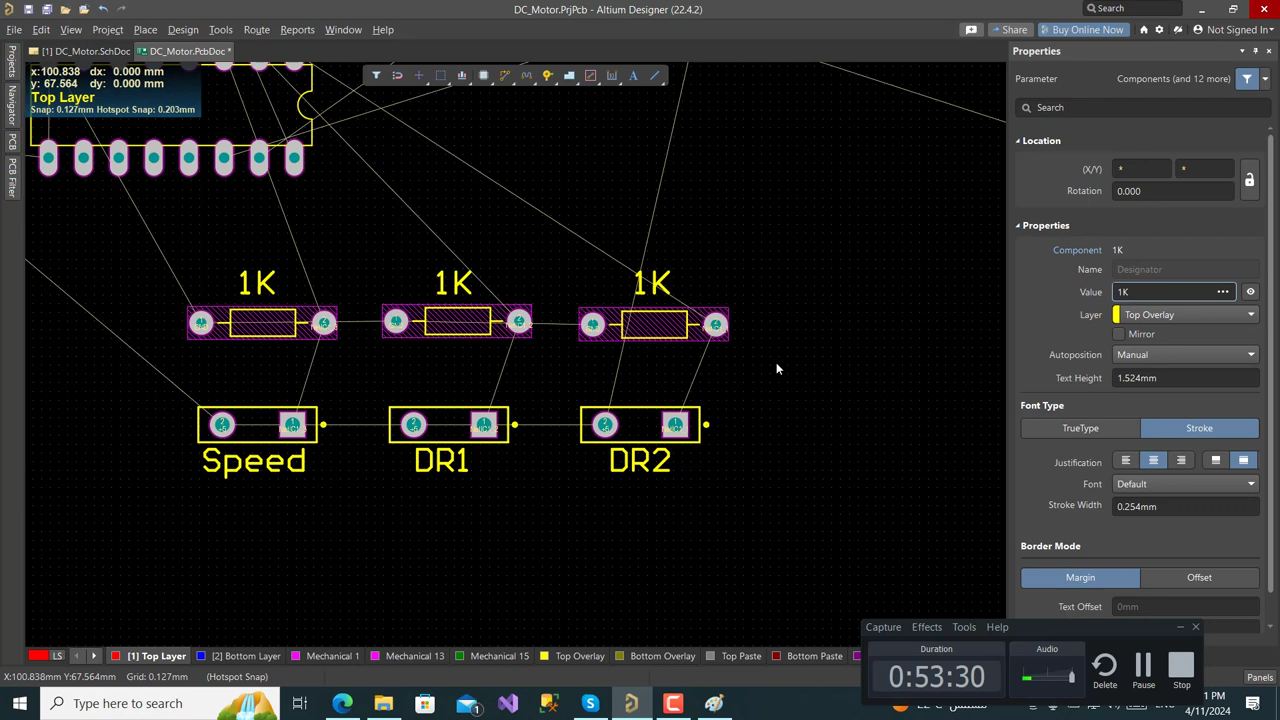 DC_Motor.PrjPcb - Altium Designer (22.4.2)
Search
File Edit View Project Place Design Tools Route Reports Window Help
Share
Buy Online Now
Not Signed In
[1] DC_Motor.SchDoc
DC_Motor.PcbDoc *
Projects
Navigator
PCB
PCB Filter
x:100.838 dx: 0.000 mm
y: 67.564 dy: 0.000 mm
Top Layer
Snap: 0.127mm Hotspot Snap: 0.203mm
1K 1K 1K
Speed DR1 DR2
Properties
Parameter Components (and 12 more)
Search
Location
(X/Y) * *
Rotation 0.000
Properties
Component 1K
Name Designator
Value 1K
Layer Top Overlay
Mirror
Autoposition Manual
Text Height 1.524mm
Font Type
TrueType Stroke
Justification
Font Default
Stroke Width 0.254mm
Border Mode
Margin Offset
Text Offset 0mm
Capture Effects Tools Help
Duration
0:53:30
Audio
Delete Pause Stop
LS [1] Top Layer [2] Bottom Layer Mechanical 1 Mechanical 13 Mechanical 15 Top Overlay Bottom Overlay Top Paste Bottom Paste
X:100.838mm Y:67.564mm Grid: 0.127mm (Hotspot Snap)
Panels
Type here to search
1 PM
4/11/2024